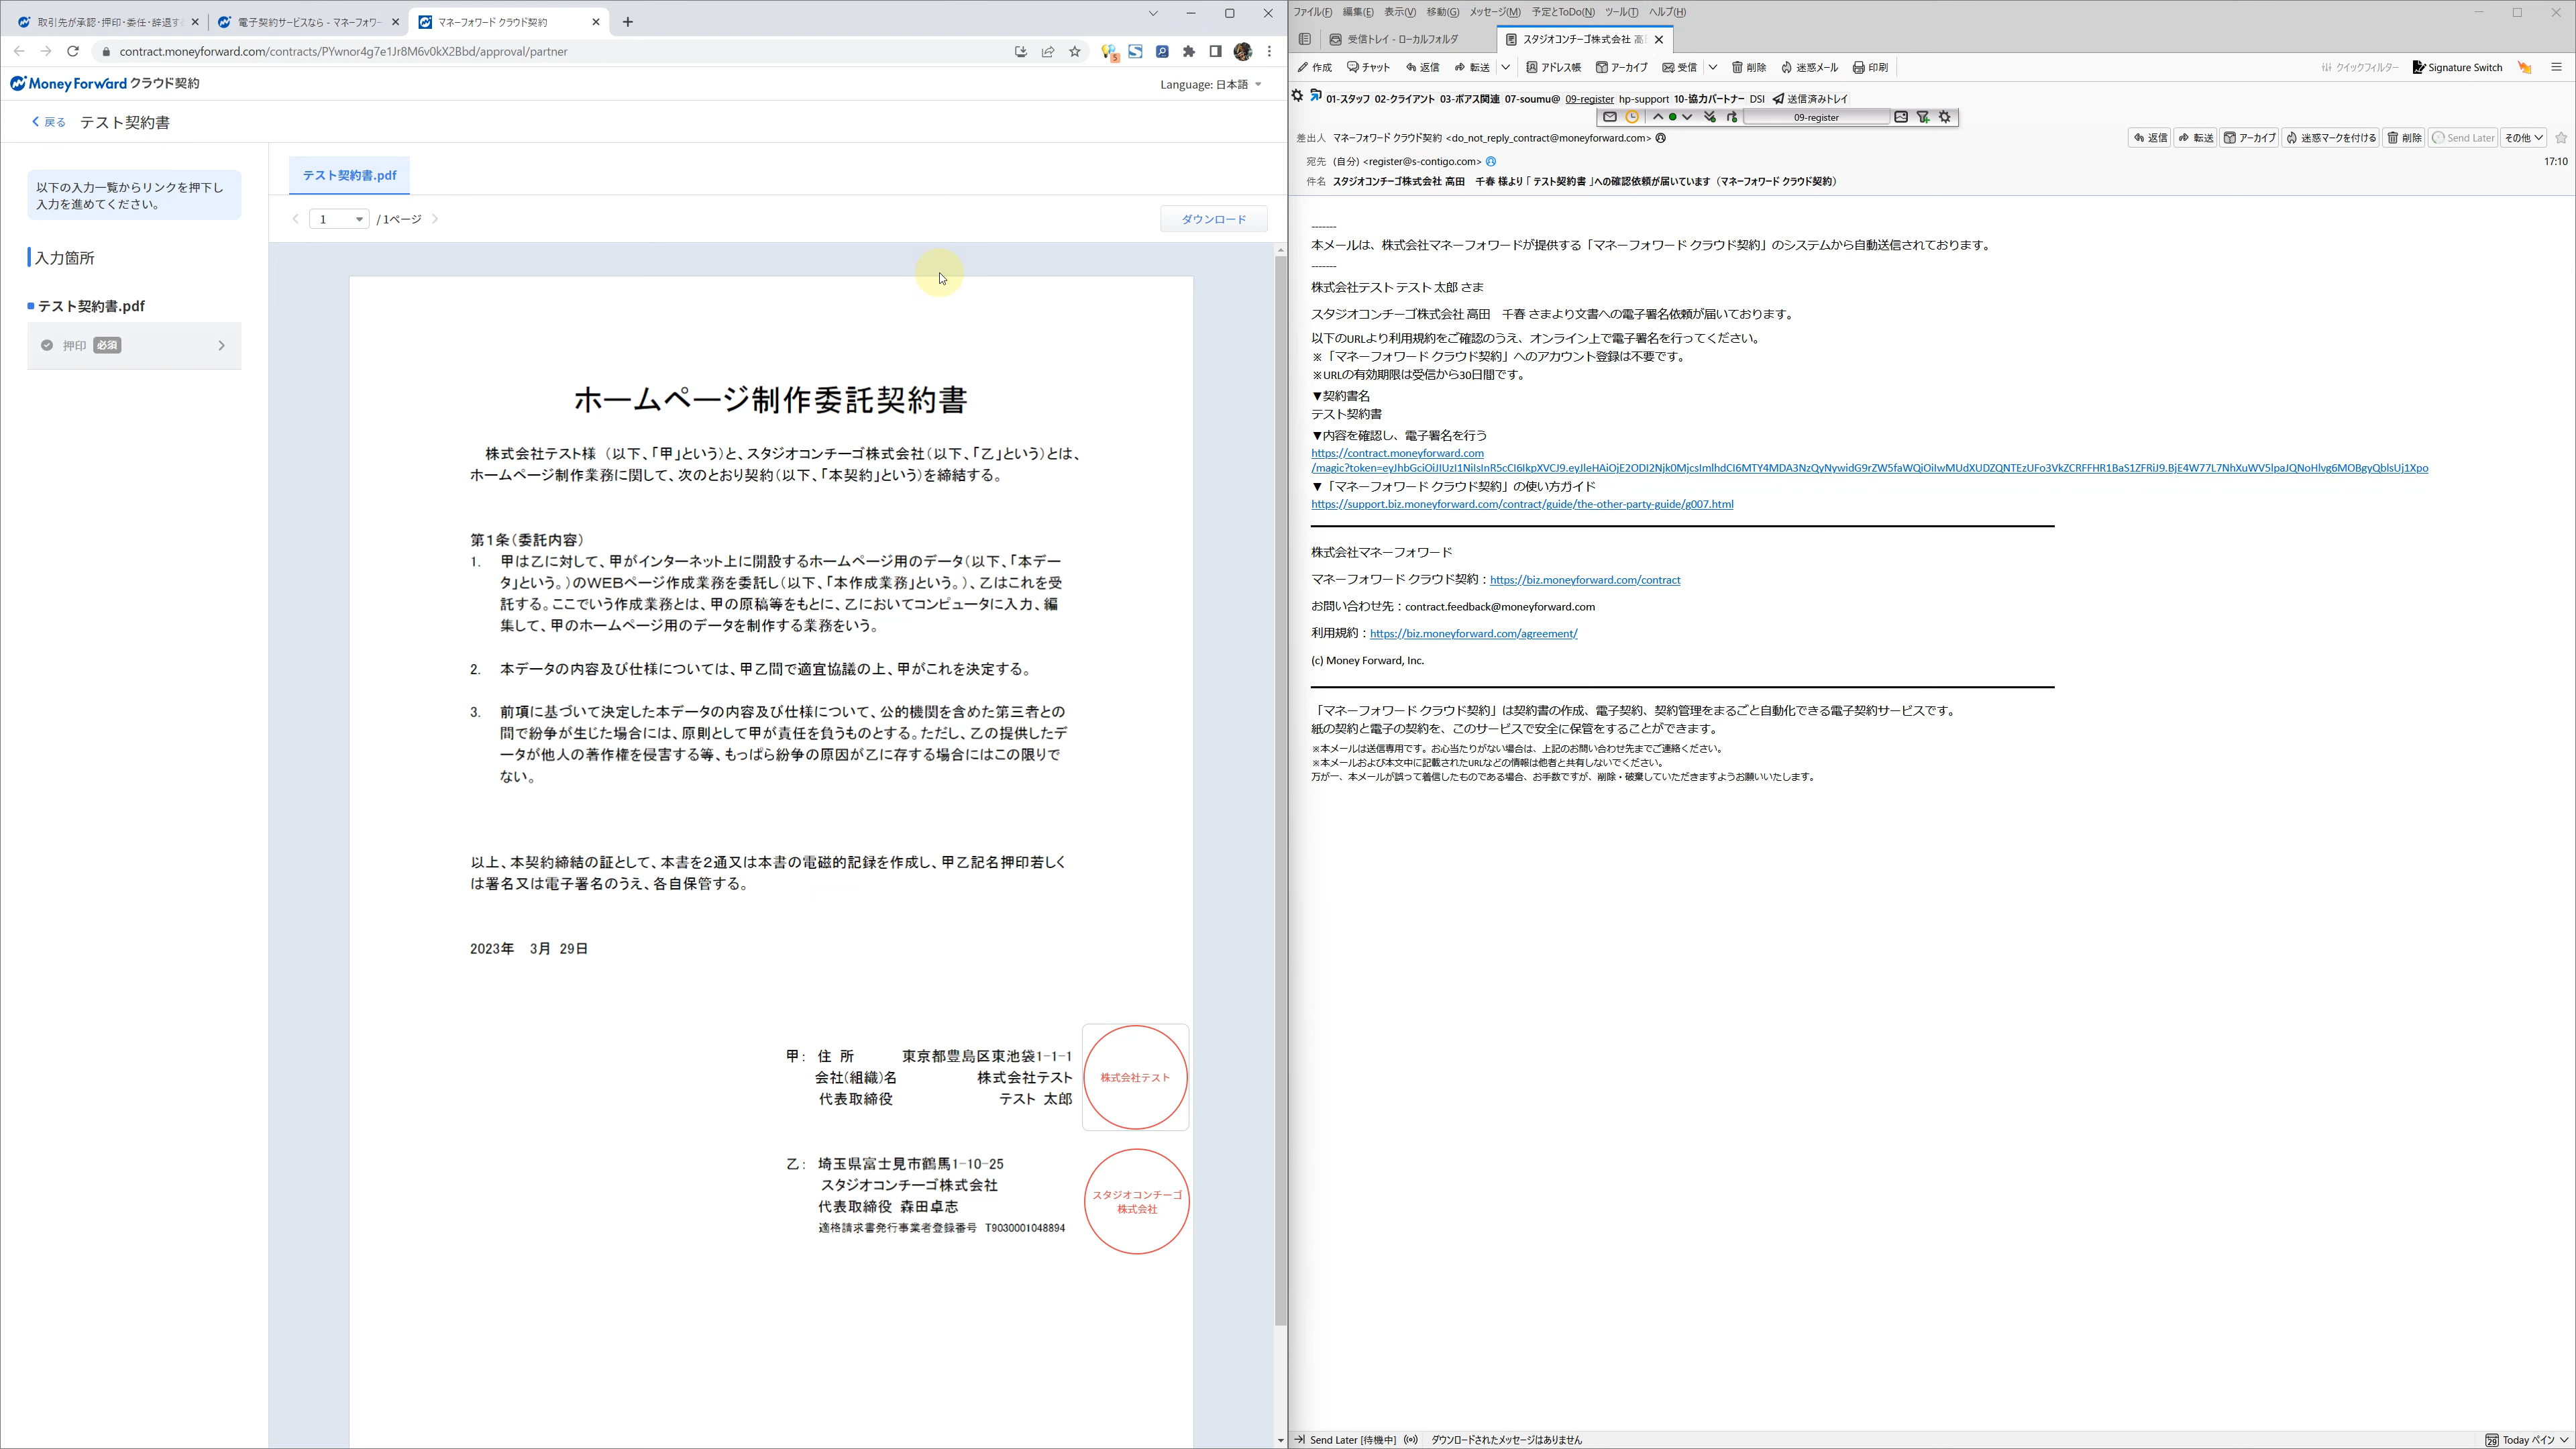 取引先が承認・押印・委任・辞退す
電子契約サービスなら - マネーフォワー
マネーフォワード クラウド契約
contract.moneyforward.com/contracts/PYwnor4g7e1Jr8M6v0kX2Bbd/approval/partner
5
Money Forward クラウド契約
Language: 日本語
戻る テスト契約書
以下の入力一覧からリンクを押下し
入力を進めてください。
入力箇所
テスト契約書.pdf
押印 必須
テスト契約書.pdf
1 / 1ページ
ダウンロード
ホームページ制作委託契約書
株式会社テスト様（以下、「甲」という）と、スタジオコンチーゴ株式会社（以下、「乙」という）とは、
ホームページ制作業務に関して、次のとおり契約（以下、「本契約」という）を締結する。
第１条（委託内容）
1. 甲は乙に対して、甲がインターネット上に開設するホームページ用のデータ（以下、「本デー
タ」という。）のＷＥＢページ作成業務を委託し（以下、「本作成業務」という。）、乙はこれを受
託する。ここでいう作成業務とは、甲の原稿等をもとに、乙においてコンピュータに入力、編
集して、甲のホームページ用のデータを制作する業務をいう。
2. 本データの内容及び仕様については、甲乙間で適宜協議の上、甲がこれを決定する。
3. 前項に基づいて決定した本データの内容及び仕様について、公的機関を含めた第三者との
間で紛争が生じた場合には、原則として甲が責任を負うものとする。ただし、乙の提供したデ
ータが他人の著作権を侵害する等、もっぱら紛争の原因が乙に存する場合にはこの限りで
ない。
以上、本契約締結の証として、本書を２通又は本書の電磁的記録を作成し、甲乙記名押印若しく
は署名又は電子署名のうえ、各自保管する。
2023年 3月 29日
甲： 住 所 東京都豊島区東池袋1-1-1
会社(組織)名 株式会社テスト
代表取締役 テスト 太郎
株式会社テスト
乙： 埼玉県富士見市鶴馬1-10-25
スタジオコンチーゴ株式会社
代表取締役 森田卓志
適格請求書発行事業者登録番号 T9030001048894
スタジオコンチーゴ
株式会社
ファイル(F) 編集(E) 表示(V) 移動(G) メッセージ(M) 予定とToDo(N) ツール(T) ヘルプ(H)
受信トレイ - ローカルフォルダ
スタジオコンチーゴ株式会社 高
作成 チャット 返信 転送 アドレス帳 アーカイブ 受信 削除 迷惑メール 印刷
クイックフィルター Signature Switch
01-スタッフ 02-クライアント 03-ボアス関連 07-soumu@ 09-register hp-support 10-協力パートナー DSI 送信済みトレイ
09-register
差出人 マネーフォワード クラウド契約 <do_not_reply_contract@moneyforward.com>
返信 転送 アーカイブ 迷惑マークを付ける 削除 Send Later その他
宛先 (自分) <register@s-contigo.com>
17:10
件名 スタジオコンチーゴ株式会社 高田　千春 様より「 テスト契約書 」への確認依頼が届いています（マネーフォワード クラウド契約）
-------
本メールは、株式会社マネーフォワードが提供する「マネーフォワード クラウド契約」のシステムから自動送信されております。
-------
株式会社テスト テスト 太郎 さま
スタジオコンチーゴ株式会社 高田　千春 さまより文書への電子署名依頼が届いております。
以下のURLより利用規約をご確認のうえ、オンライン上で電子署名を行ってください。
※「マネーフォワード クラウド契約」へのアカウント登録は不要です。
※URLの有効期限は受信から30日間です。
▼契約書名
テスト契約書
▼内容を確認し、電子署名を行う
https://contract.moneyforward.com
▼「マネーフォワード クラウド契約」の使い方ガイド
https://support.biz.moneyforward.com/contract/guide/the-other-party-guide/g007.html
株式会社マネーフォワード
マネーフォワード クラウド契約：https://biz.moneyforward.com/contract
お問い合わせ先：contract.feedback@moneyforward.com
利用規約：https://biz.moneyforward.com/agreement/
(c) Money Forward, Inc.
「マネーフォワード クラウド契約」は契約書の作成、電子契約、契約管理をまるごと自動化できる電子契約サービスです。
紙の契約と電子の契約を、このサービスで安全に保管をすることができます。
※本メールは送信専用です。お心当たりがない場合は、上記のお問い合わせ先までご連絡ください。
※本メールおよび本文中に記載されたURLなどの情報は他者と共有しないでください。
万が一、本メールが誤って着信したものである場合、お手数ですが、削除・破棄していただきますようお願いいたします。
Send Later [待機中] ダウンロードされたメッセージはありません
29 Today ペイン